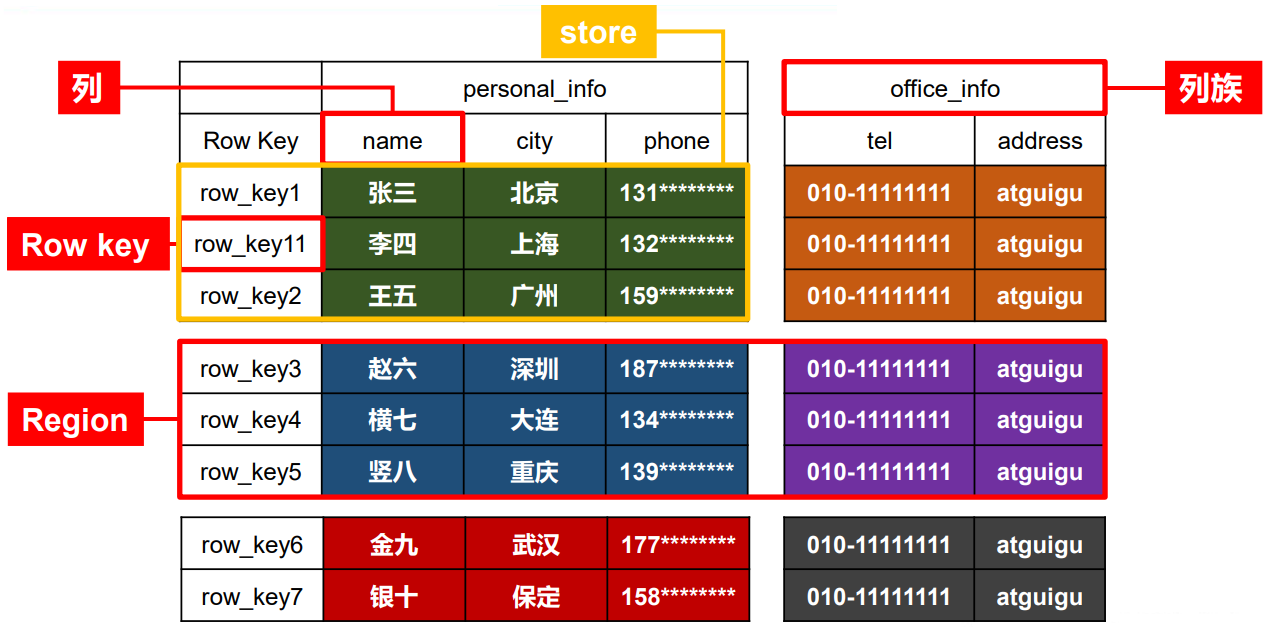 store
列
personal_info
office_info
列族
Row Key name city phone tel address
row_key1 张三 北京 131******** 010-11111111 atguigu
Row key
row_key11 李四 上海 132******** 010-11111111 atguigu
row_key2 王五 广州 159******** 010-11111111 atguigu
row_key3 赵六 深圳 187******** 010-11111111 atguigu
Region
row_key4 横七 大连 134******** 010-11111111 atguigu
row_key5 竖八 重庆 139******** 010-11111111 atguigu
row_key6 金九 武汉 177******** 010-11111111 atguigu
row_key7 银十 保定 158******** 010-11111111 atguigu